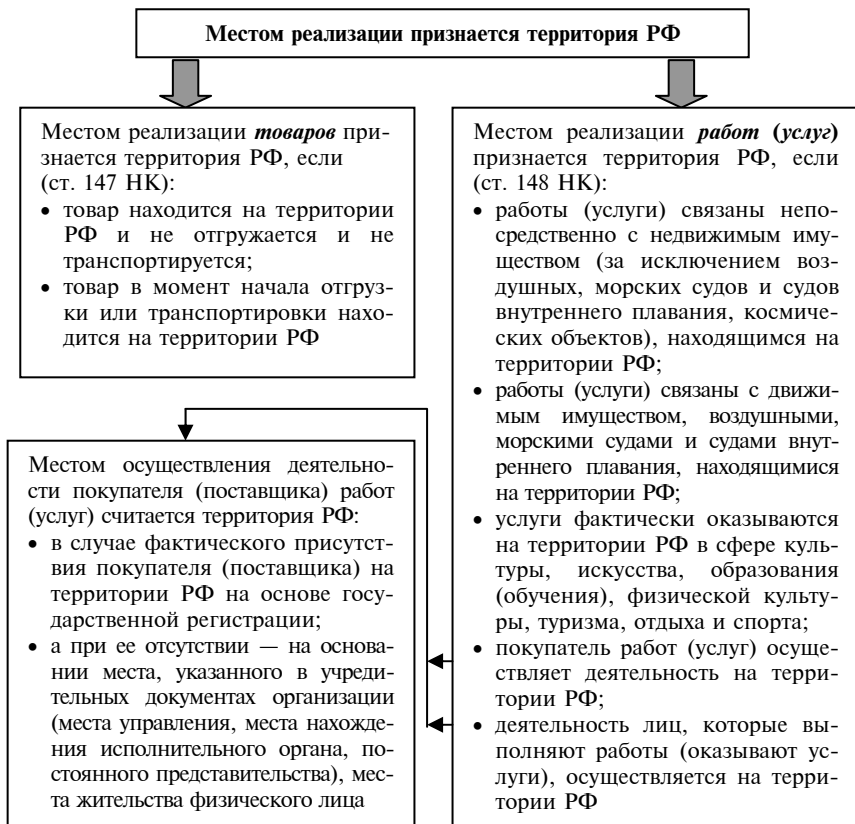 Местом реализации признается территория РФ
Местом реализации товаров при-
знается территория РФ, если
(ст. 147 НК):
• товар находится на территории
РФ и не отгружается и не
транспортируется;
• товар в момент начала отгруз-
ки или транспортировки нахо-
дится на территории РФ
Местом осуществления деятельно-
сти покупателя (поставщика) работ
(услуг) считается территория РФ:
• в случае фактического присутст-
вия покупателя (поставщика) на
территории РФ на основе госу-
дарственной регистрации;
• а при ее отсутствии — на основа-
нии места, указанного в учреди-
тельных документах организации
(места управления, места нахожде-
ния исполнительного органа, по-
стоянного представительства), мес-
та жительства физического лица
Местом реализации работ (услуг)
признается территория РФ, если
(ст. 148 НК):
• работы (услуги) связаны непо-
средственно с недвижимым иму-
ществом (за исключением воз-
душных, морских судов и судов
внутреннего плавания, космиче-
ских объектов), находящимся на
территории РФ;
• работы (услуги) связаны с движи-
мым имуществом, воздушными,
морскими судами и судами внут-
реннего плавания, находящимися
на территории РФ;
• услуги фактически оказываются
на территории РФ в сфере куль-
туры, искусства, образования
(обучения), физической культу-
ры, туризма, отдыха и спорта;
• покупатель работ (услуг) осуще-
ствляет деятельность на терри-
тории РФ;
• деятельность лиц, которые вы-
полняют работы (оказывают ус-
луги), осуществляется на терри-
тории РФ